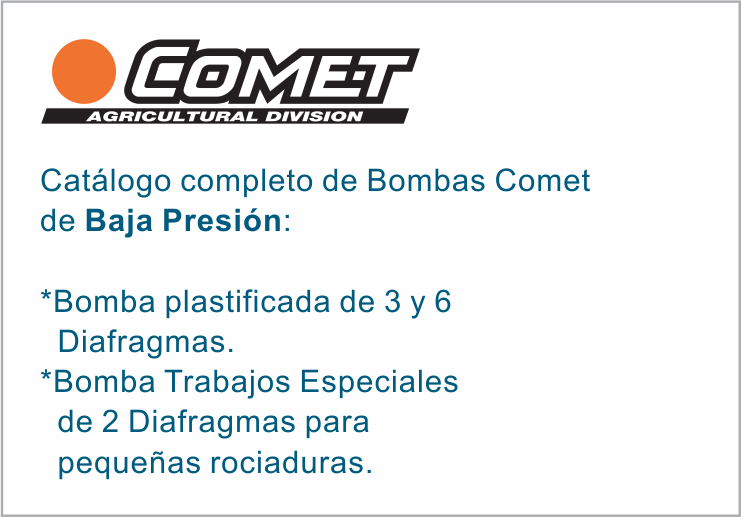 COMET
AGRICULTURAL DIVISION
Catálogo completo de Bombas Comet
de Baja Presión:
*Bomba plastificada de 3 y 6
Diafragmas.
*Bomba Trabajos Especiales
de 2 Diafragmas para
pequeñas rociaduras.